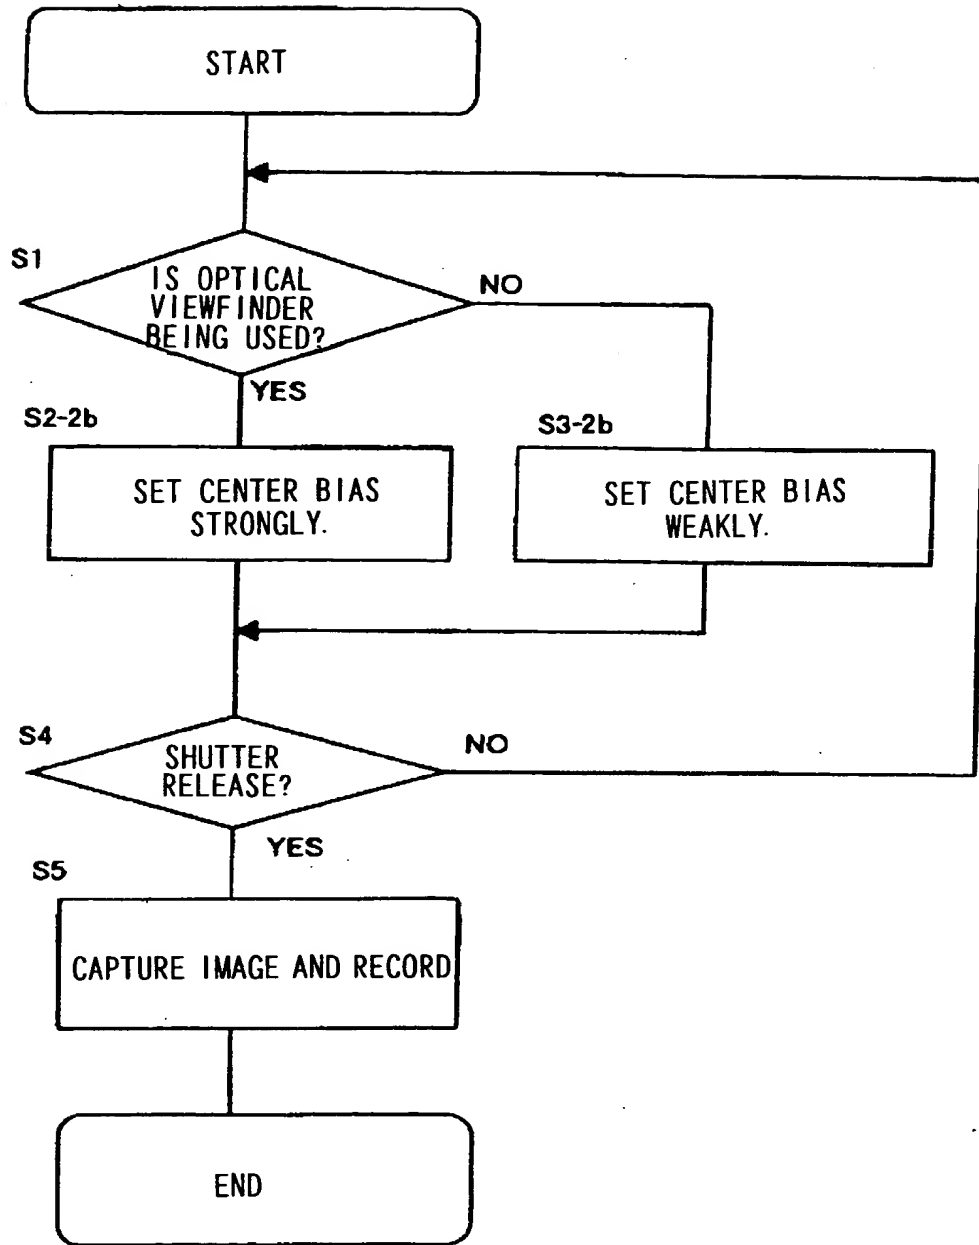 START
S1
IS OPTICAL
VIEWFINDER
BEING USED?
NO
YES
S2-2b
SET CENTER BIAS
STRONGLY.
S3-2b
SET CENTER BIAS
WEAKLY.
S4
SHUTTER
RELEASE?
NO
YES
S5
CAPTURE IMAGE AND RECORD
END